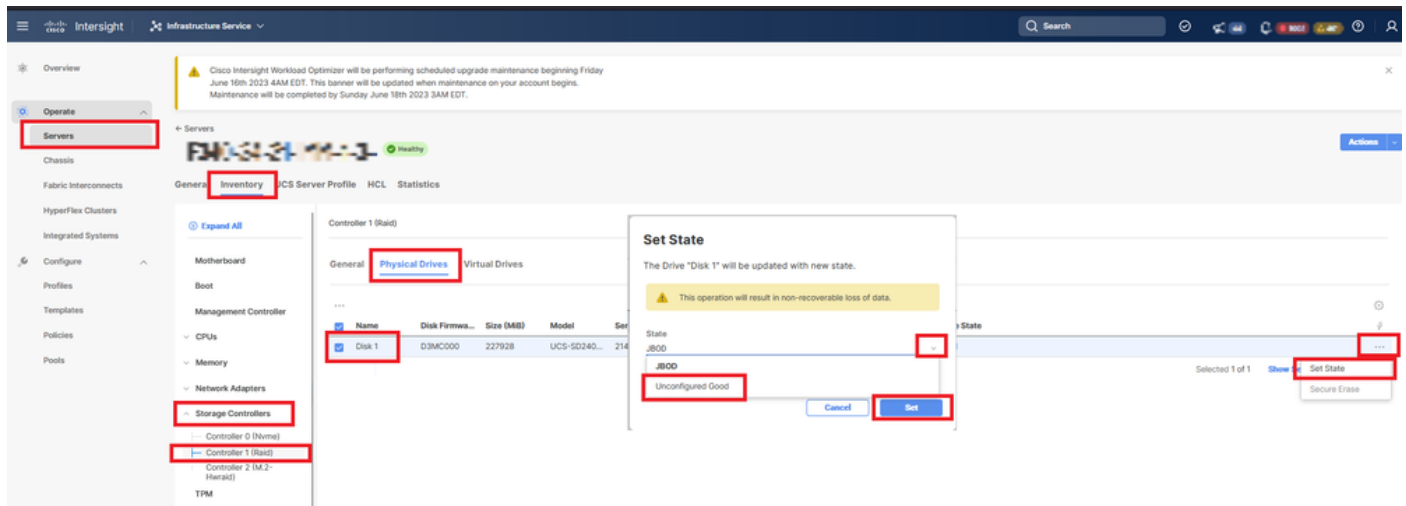 cisco Intersight
Infrastructure Service
Search
Overview
Cisco Intersight Workload Optimizer will be performing scheduled upgrade maintenance beginning Friday
June 16th 2023 4AM EDT. This banner will be updated when maintenance on your account begins.
Maintenance will be completed by Sunday June 18th 2023 3AM EDT.
Operate
Servers
Chassis
Fabric Interconnects
HyperFlex Clusters
Integrated Systems
Configure
Profiles
Templates
Policies
Pools
← Servers
Healthy
Actions
General Inventory UCS Server Profile HCL Statistics
Expand All
Motherboard
Boot
Management Controller
CPUs
Memory
Network Adapters
Storage Controllers
Controller 0 (Nvme)
Controller 1 (Raid)
Controller 2 (M.2-
Hwraid)
TPM
Controller 1 (Raid)
General Physical Drives Virtual Drives
...
Name Disk Firmwa... Size (MiB) Model Ser
Disk 1 D3MC000 227928 UCS-SD240... 214
State
...
Selected 1 of 1 Show Se
Set State
Secure Erase
Set State
The Drive "Disk 1" will be updated with new state.
This operation will result in non-recoverable loss of data.
State
JBOD
JBOD
Unconfigured Good
Cancel Set